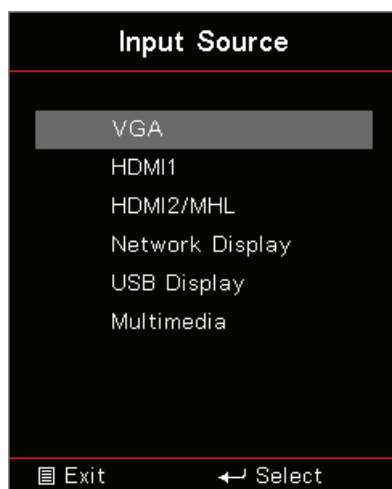 Input Source
VGA
HDMI1
HDMI2/MHL
Network Display
USB Display
Multimedia
Exit Select